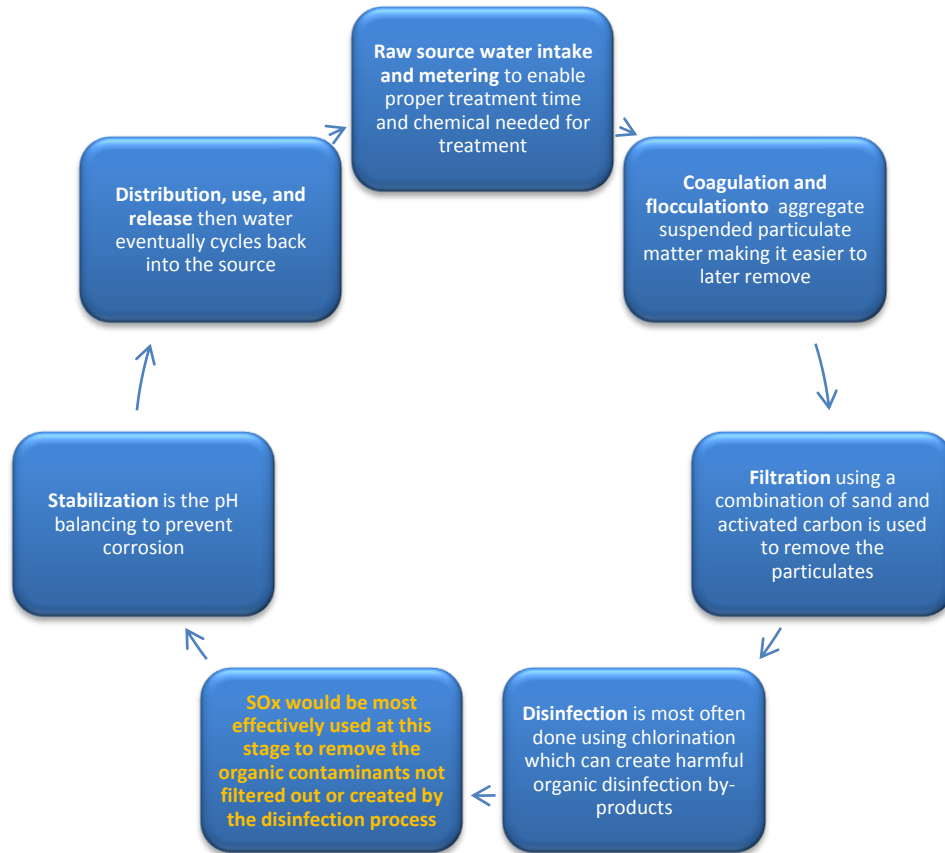 Raw source water intake
and metering to enable
proper treatment time
and chemical needed for
treatment
Coagulation and
flocculationto aggregate
suspended particulate
matter making it easier to
later remove
Filtration using a
combination of sand and
activated carbon is used
to remove the
particulates
Disinfection is most often
done using chlorination
which can create harmful
organic disinfection by-
products
SOx would be most
effectively used at this
stage to remove the
organic contaminants not
filtered out or created by
the disinfection process
Stabilization is the pH
balancing to prevent
corrosion
Distribution, use, and
release then water
eventually cycles back
into the source